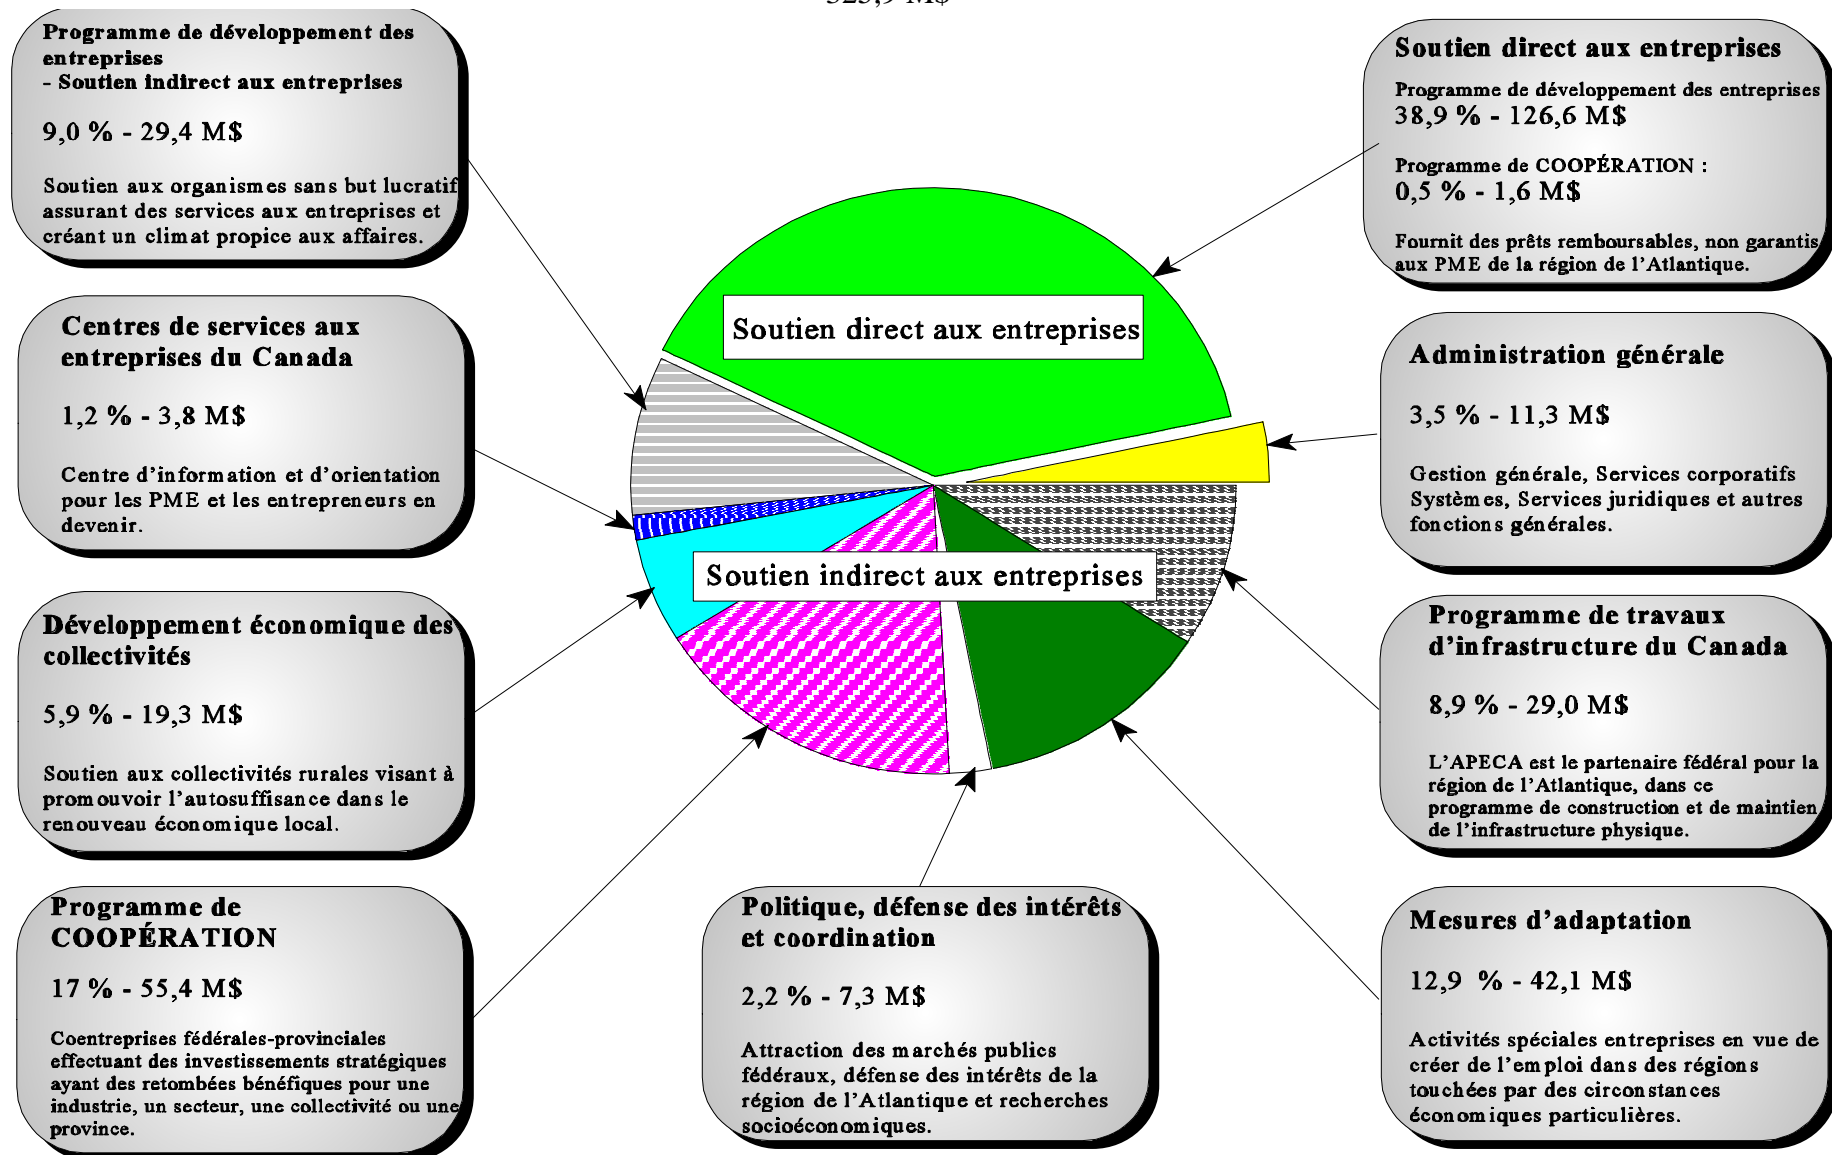 M$
Programme de développement des
entreprises
- Soutien indirect aux entreprises
9,0 % - 29,4 M$
Soutien aux organismes sans but lucratif
assurant des services aux entreprises et
créant un climat propice aux affaires.
Centres de services aux
entreprises du Canada
1,2 % - 3,8 M$
Centre d'information et d'orientation
pour les PME et les entrepreneurs en
devenir.
Développement économique des
collectivités
5,9 % - 19,3 M$
Soutien aux collectivités rurales visant à
promouvoir l'autosuffisance dans le
renouveau économique local.
Programme de
COOPÉRATION
17 % - 55,4 M$
Coentreprises fédérales-provinciales
effectuant des investissements stratégiques
ayant des retombées bénéfiques pour une
industrie, un secteur, une collectivité ou une
province.
Soutien direct aux entreprises
Soutien indirect aux entreprises
Politique, défense des intérêts
et coordination
2,2 % - 7,3 M$
Attraction des marchés publics
fédéraux, défense des intérêts de la
région de l'Atlantique et recherches
socioéconomiques.
Soutien direct aux entreprises
Programme de développement des entreprises
38,9 % - 126,6 M$
Programme de COOPÉRATION :
0,5 % - 1,6 M$
Fournit des prêts remboursables, non garantis
aux PME de la région de l'Atlantique.
Administration générale
3,5 % - 11,3 M$
Gestion générale, Services corporatifs
Systèmes, Services juridiques et autres
fonctions générales.
Programme de travaux
d'infrastructure du Canada
8,9 % - 29,0 M$
L'APECA est le partenaire fédéral pour la
région de l'Atlantique, dans ce
programme de construction et de maintien
de l'infrastructure physique.
Mesures d'adaptation
12,9 % - 42,1 M$
Activités spéciales entreprises en vue de
créer de l'emploi dans des régions
touchées par des circonstances
économiques particulières.